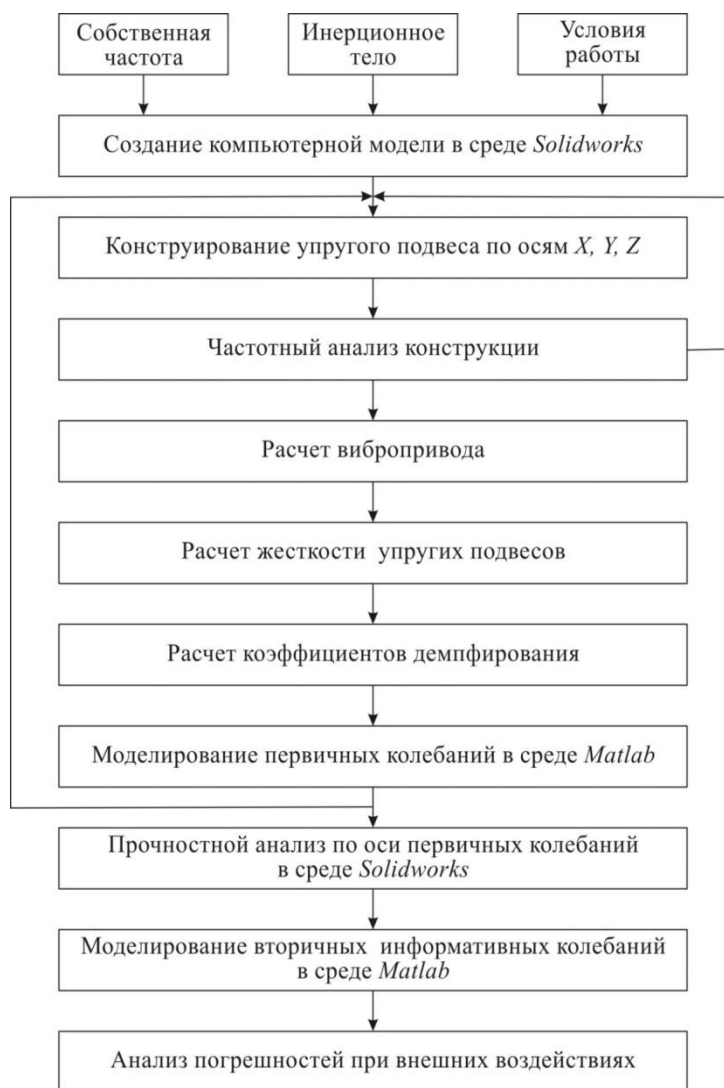 Собственная
частота
Инерционное
тело
Условия
работы
Создание компьютерной модели в среде Solidworks
Конструирование упругого подвеса по осям X, Y, Z
Частотный анализ конструкции
Расчет вибропривода
Расчет жесткости упругих подвесов
Расчет коэффициентов демпфирования
Моделирование первичных колебаний в среде Matlab
Прочностной анализ по оси первичных колебаний
в среде Solidworks
Моделирование вторичных информативных колебаний
в среде Matlab
Анализ погрешностей при внешних воздействиях